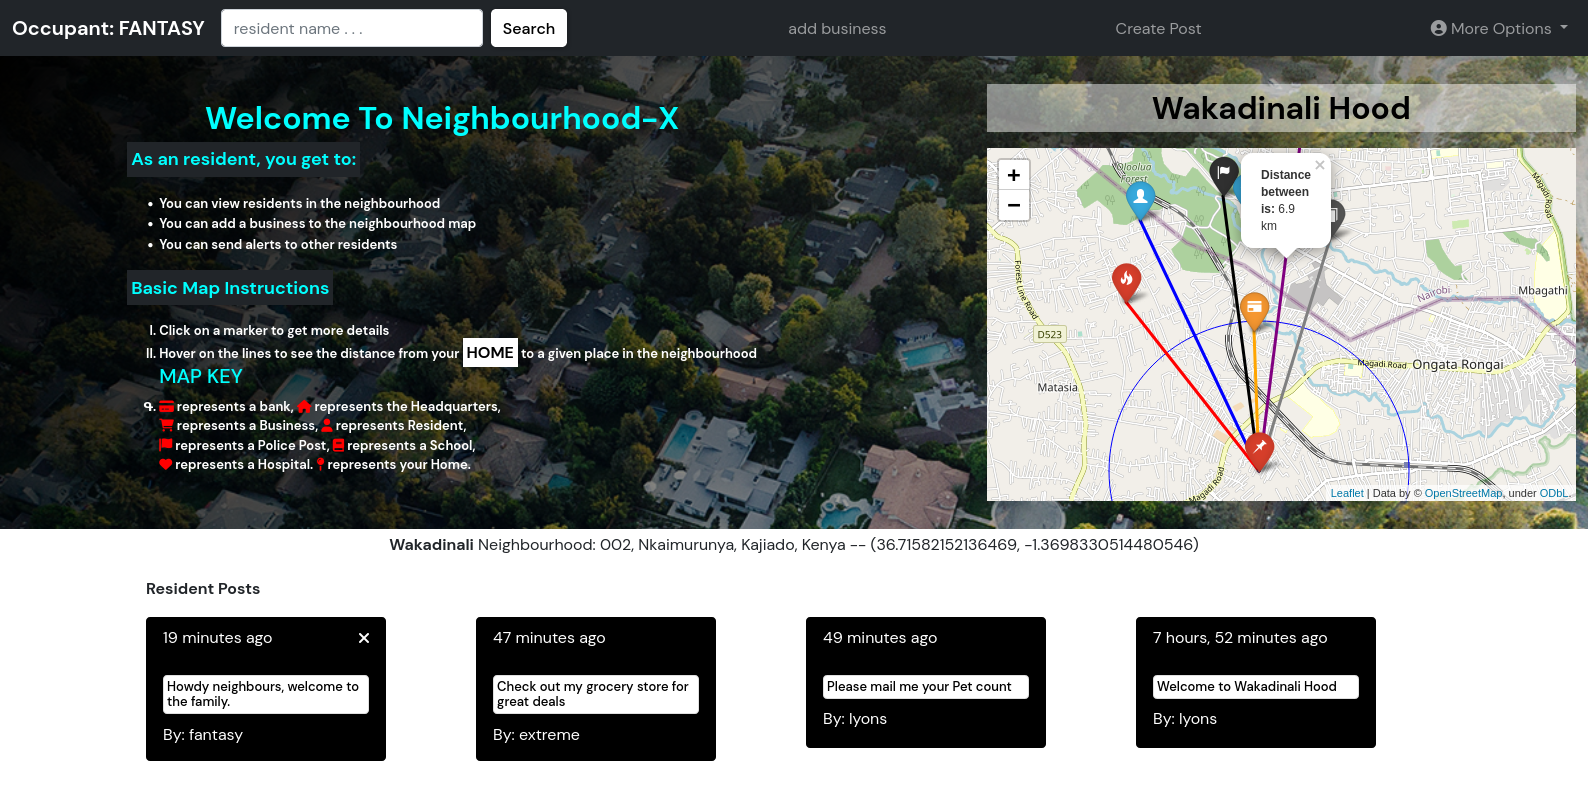 Occupant: FANTASY
resident name . . .
Search
add business
Create Post
More Options
Welcome To Neighbourhood-X
As an resident, you get to:
• You can view residents in the neighbourhood
• You can add a business to the neighbourhood map
• You can send alerts to other residents
Basic Map Instructions
I. Click on a marker to get more details
II. Hover on the lines to see the distance from your HOME to a given place in the neighbourhood
MAP KEY
represents a bank, represents the Headquarters,
represents a Business, represents Resident,
represents a Police Post, represents a School,
represents a Hospital. represents your Home.
Wakadinali Hood
+
−
Oloolua
Forest
Distance
between
is: 6.9
km
×
Magadi Road
Forest Line Road
D523
Nairobi
Mbagathi
Magadi Road
Ongata Rongai
Matasia
Magadi Road
Leaflet | Data by © OpenStreetMap, under ODbL.
Wakadinali Neighbourhood: 002, Nkaimurunya, Kajiado, Kenya -- (36.71582152136469, -1.3698330514480546)
Resident Posts
19 minutes ago
Howdy neighbours, welcome to
the family.
By: fantasy
47 minutes ago
Check out my grocery store for
great deals
By: extreme
49 minutes ago
Please mail me your Pet count
By: lyons
7 hours, 52 minutes ago
Welcome to Wakadinali Hood
By: lyons